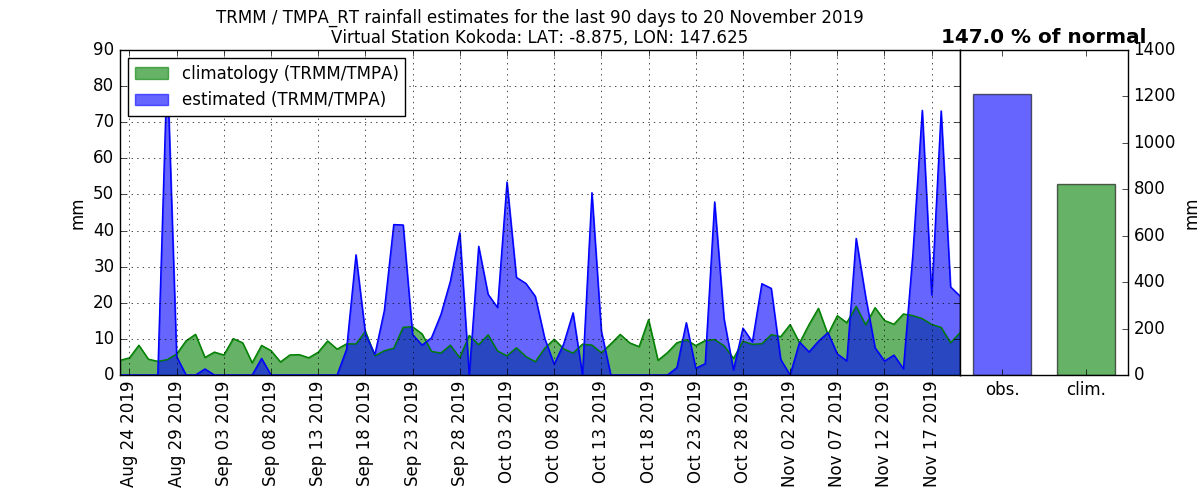 TRMM / TMPA_RT rainfall estimates for the last 90 days to 20 November 2019
Virtual Station Kokoda: LAT: -8.875, LON: 147.625
147.0 % of normal
climatology (TRMM/TMPA)
estimated (TRMM/TMPA)
mm
90
80
70
60
50
40
30
20
10
0
Aug 24 2019
Aug 29 2019
Sep 03 2019
Sep 08 2019
Sep 13 2019
Sep 18 2019
Sep 23 2019
Sep 28 2019
Oct 03 2019
Oct 08 2019
Oct 13 2019
Oct 18 2019
Oct 23 2019
Oct 28 2019
Nov 02 2019
Nov 07 2019
Nov 12 2019
Nov 17 2019
obs.
clim.
1400
1200
1000
800
600
400
200
0
mm